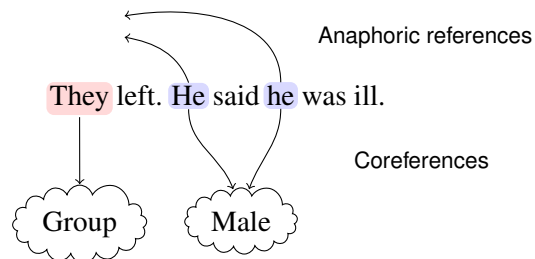 Anaphoric references
They left. He said he was ill.
Coreferences
Group
Male